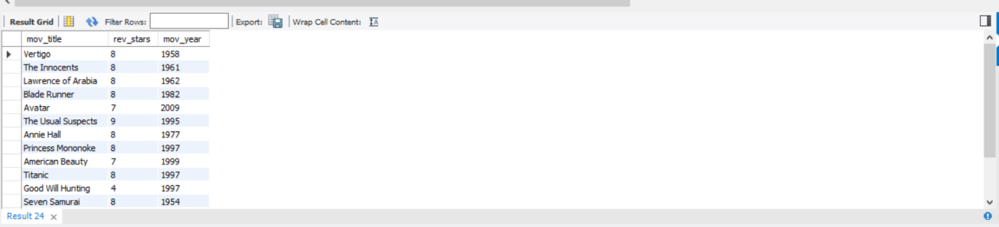 Result Grid Filter Rows: Export: Wrap Cell Content: IA
mov_title rev_stars mov_year
Vertigo 8 1958
The Innocents 8 1961
Lawrence of Arabia 8 1962
Blade Runner 8 1982
Avatar 7 2009
The Usual Suspects 9 1995
Annie Hall 8 1977
Princess Mononoke 8 1997
American Beauty 7 1999
Titanic 8 1997
Good Will Hunting 4 1997
Seven Samurai 8 1954
Result 24 ×